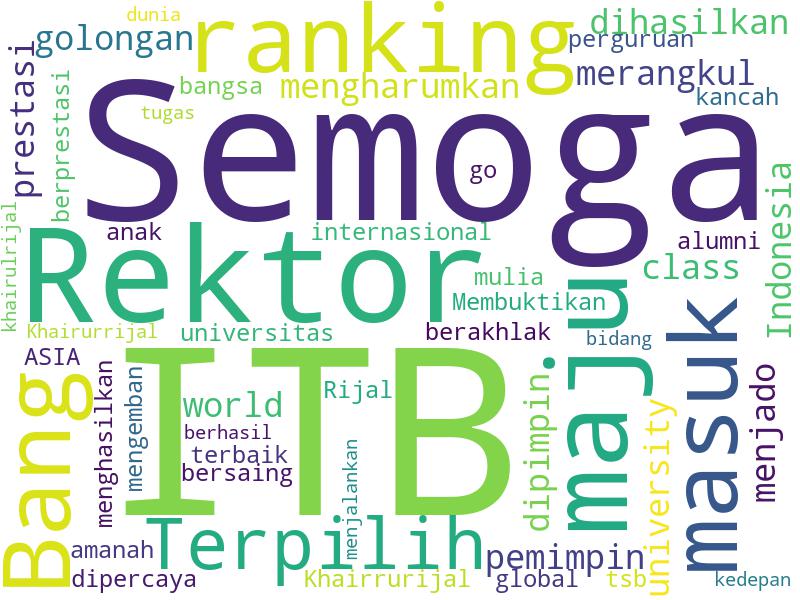 dunia
golongan
ranking
dihasilkan
perguruan
prestasi
berprestasi
bangsa
mengharumkan
merangkul
kancah
tugas
Semoga
go
khairulrijal
anak
internasional
alumni
Indonesia
Rektor
mulia
class
Membuktikan
maju.
Khairurrijal
universitas
berakhlak
bidang
masuk
ASIA
Bang
menghasilkan
mengemban
ITB
world
Rijal
berhasil
terbaik
bersaing
menjalankan
dipimpin
university
menjado
Terpilih
amanah
dipercaya
pemimpin
Khairrurijal
global
tsb
kedepan